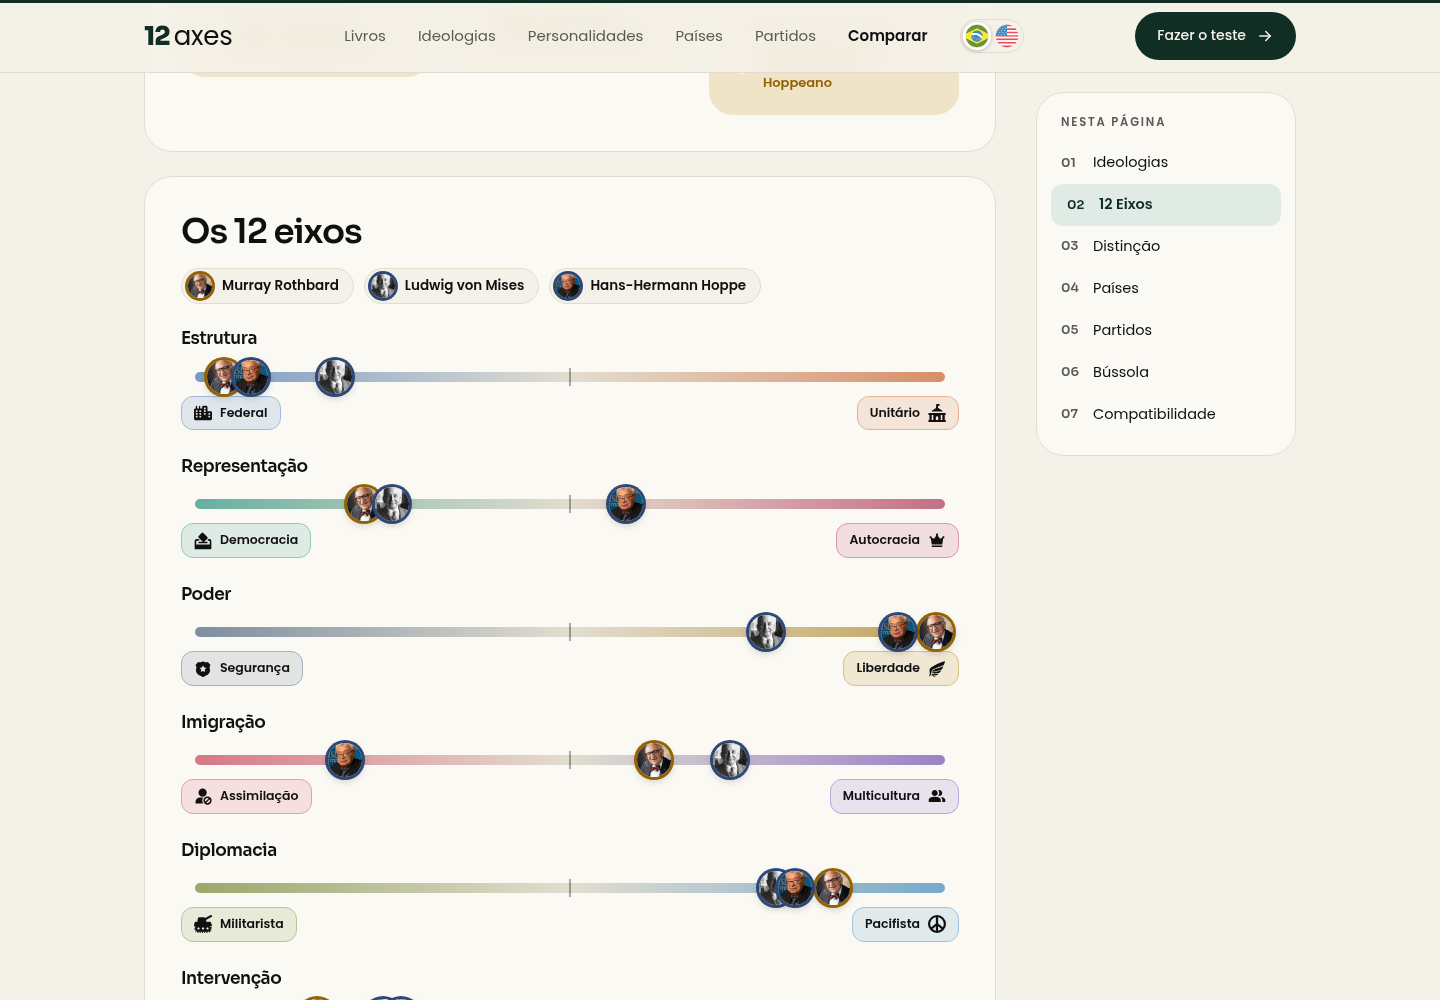 12 axes
Livros
Ideologias
Personalidades
Países
Partidos
Comparar
Fazer o teste
Hoppeano
NESTA PÁGINA
01 Ideologias
02 12 Eixos
03 Distinção
04 Países
05 Partidos
06 Bússola
07 Compatibilidade
Os 12 eixos
Murray Rothbard
Ludwig von Mises
Hans-Hermann Hoppe
Estrutura
Federal
Unitário
Representação
Democracia
Autocracia
Poder
Segurança
Liberdade
Imigração
Assimilação
Multicultura
Diplomacia
Militarista
Pacifista
Intervenção